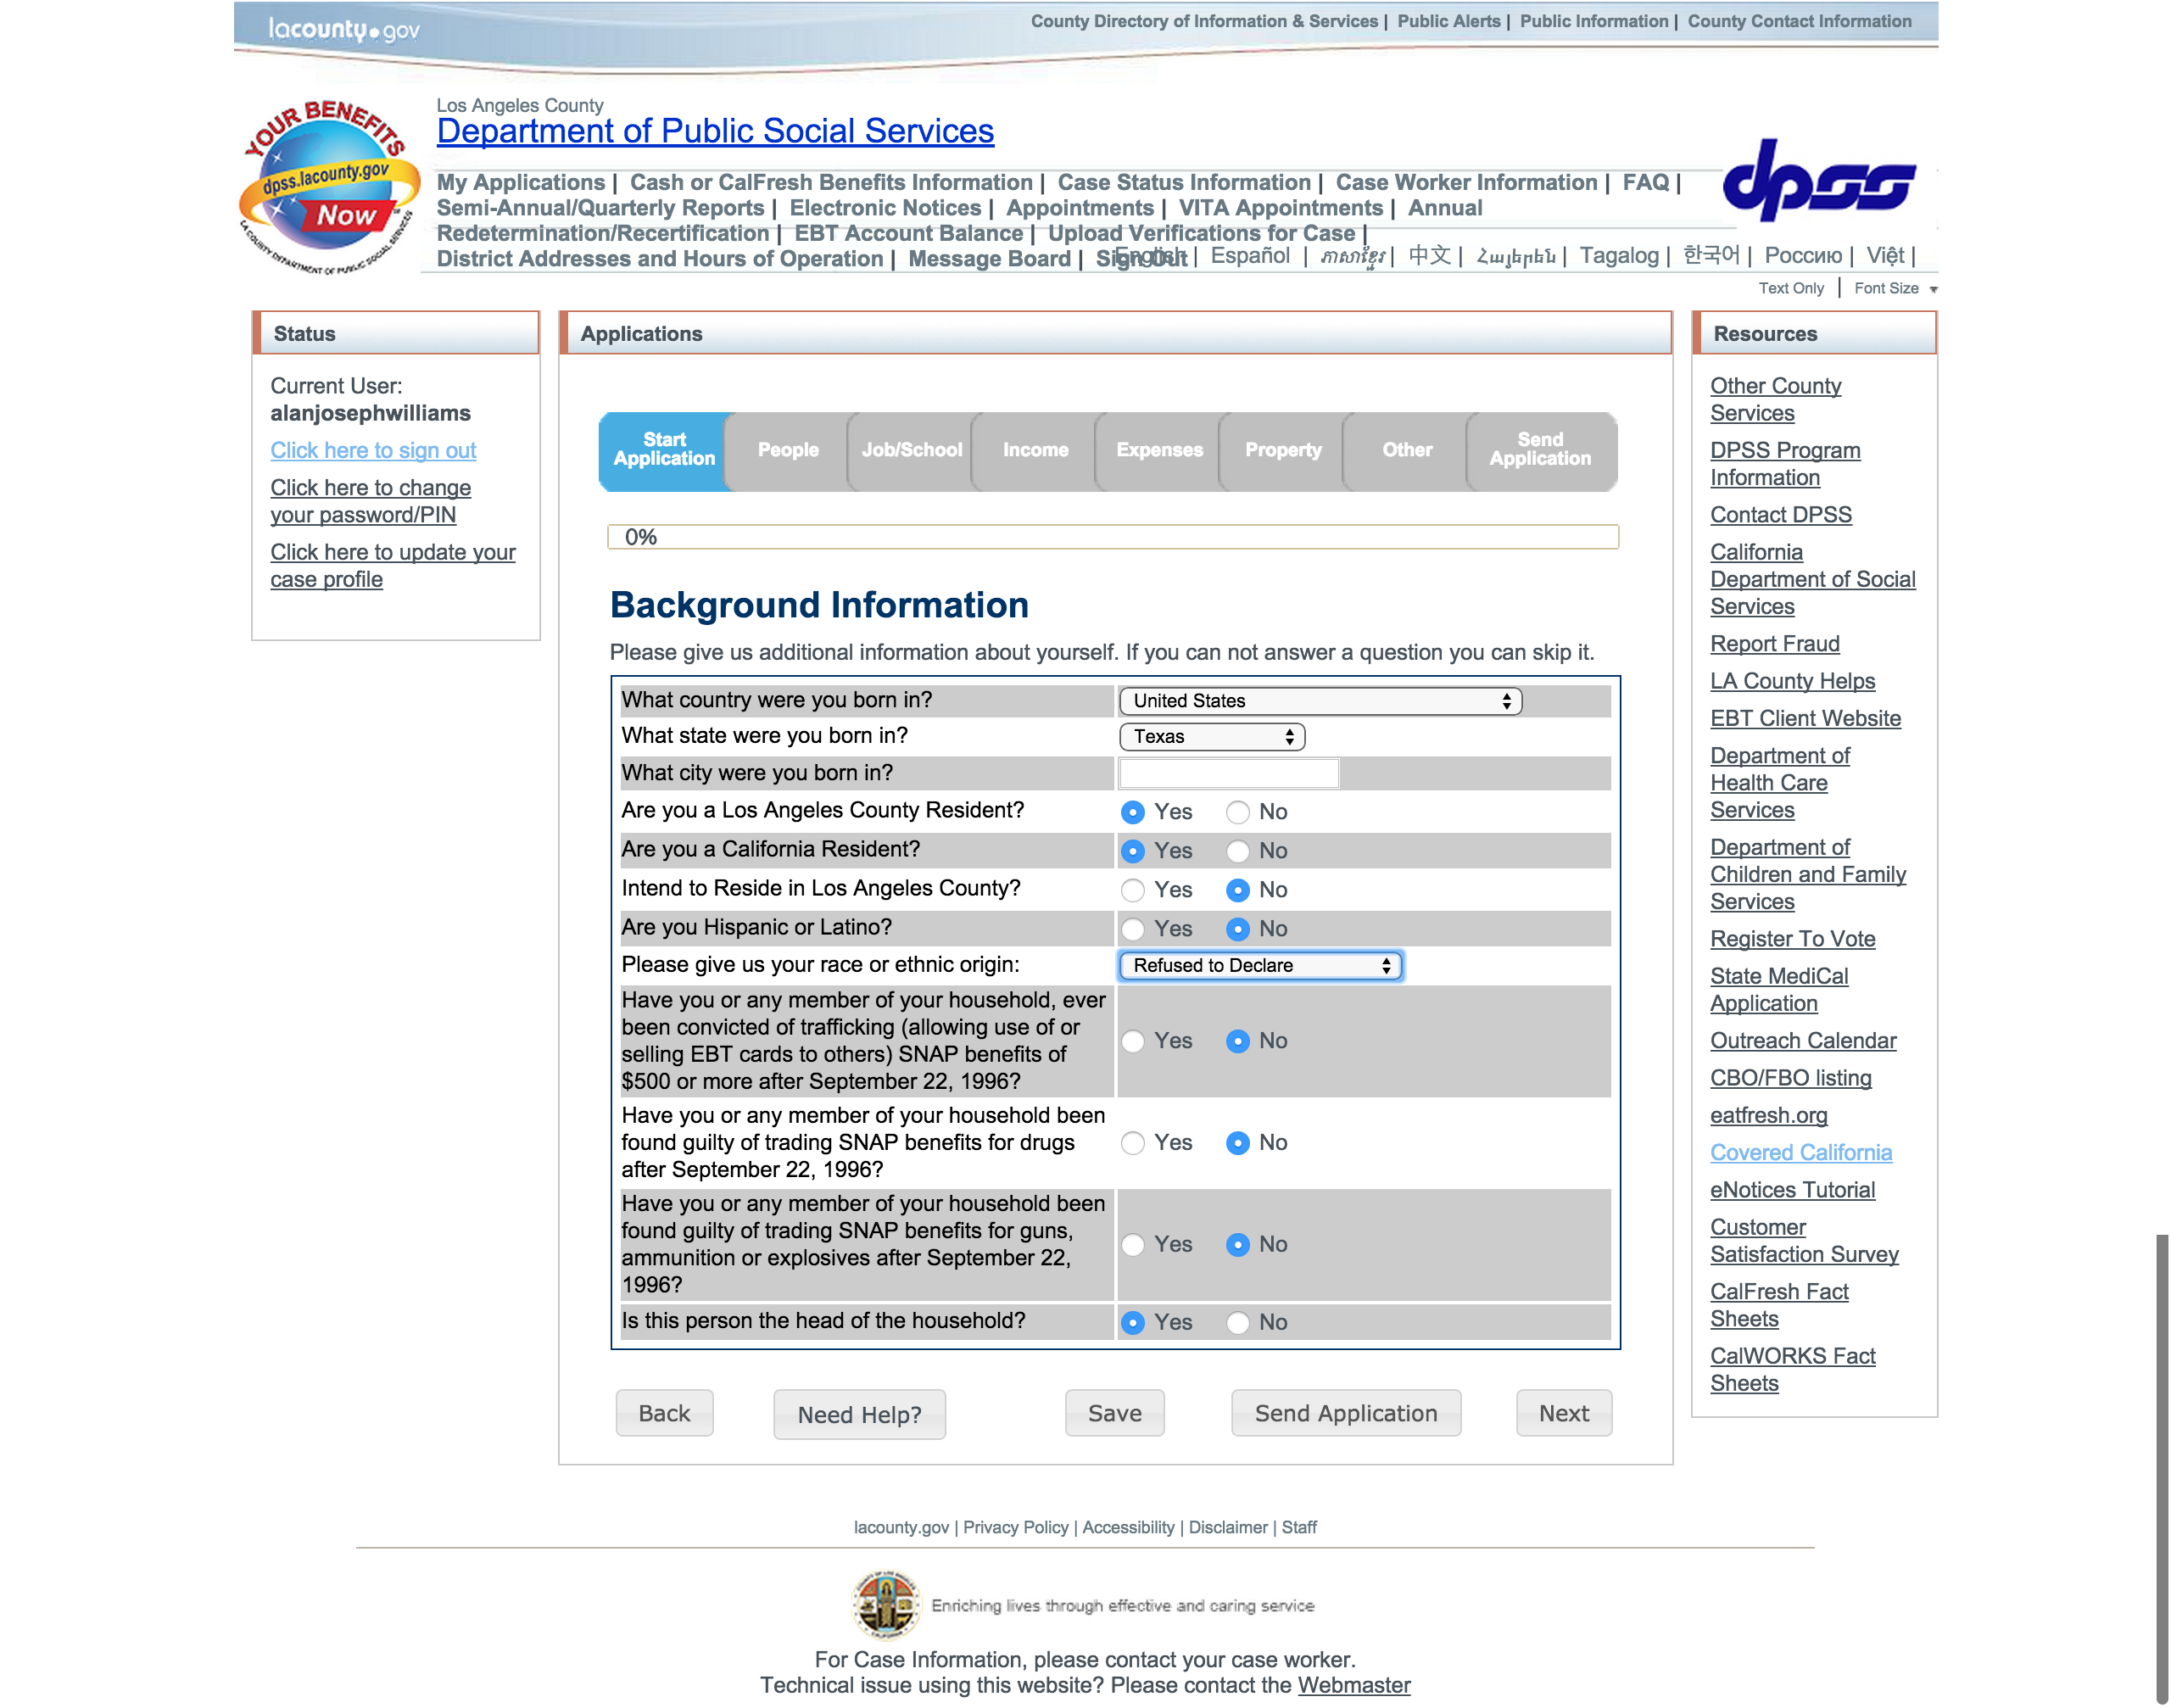 lacounty.gov
County Directory of Information & Services | Public Alerts | Public Information | County Contact Information
YOUR BENEFITS
dpss.lacounty.gov
Now
LA COUNTY DEPARTMENT OF PUBLIC SOCIAL SERVICES
Los Angeles County
Department of Public Social Services
dpss
My Applications | Cash or CalFresh Benefits Information | Case Status Information | Case Worker Information | FAQ |
Semi-Annual/Quarterly Reports | Electronic Notices | Appointments | VITA Appointments | Annual
Redetermination/Recertification | EBT Account Balance | Upload Verifications for Case |
District Addresses and Hours of Operation | Message Board | Sign Out
English | Español | ភាសាខ្មែរ | 中文 | Հայերեն | Tagalog | 한국어 | Россию | Việt |
Text Only | Font Size
Status
Current User:
alanjosephwilliams
Click here to sign out
Click here to change
your password/PIN
Click here to update your
case profile
Applications
Start
Application
People
Job/School
Income
Expenses
Property
Other
Send
Application
0%
Background Information
Please give us additional information about yourself. If you can not answer a question you can skip it.
What country were you born in? United States
What state were you born in? Texas
What city were you born in?
Are you a Los Angeles County Resident? Yes No
Are you a California Resident? Yes No
Intend to Reside in Los Angeles County? Yes No
Are you Hispanic or Latino? Yes No
Please give us your race or ethnic origin: Refused to Declare
Have you or any member of your household, ever
been convicted of trafficking (allowing use of or
selling EBT cards to others) SNAP benefits of
$500 or more after September 22, 1996?
Yes No
Have you or any member of your household been
found guilty of trading SNAP benefits for drugs
after September 22, 1996?
Yes No
Have you or any member of your household been
found guilty of trading SNAP benefits for guns,
ammunition or explosives after September 22,
1996?
Yes No
Is this person the head of the household? Yes No
Back
Need Help?
Save
Send Application
Next
Resources
Other County
Services
DPSS Program
Information
Contact DPSS
California
Department of Social
Services
Report Fraud
LA County Helps
EBT Client Website
Department of
Health Care
Services
Department of
Children and Family
Services
Register To Vote
State MediCal
Application
Outreach Calendar
CBO/FBO listing
eatfresh.org
Covered California
eNotices Tutorial
Customer
Satisfaction Survey
CalFresh Fact
Sheets
CalWORKS Fact
Sheets
lacounty.gov | Privacy Policy | Accessibility | Disclaimer | Staff
Enriching lives through effective and caring service
For Case Information, please contact your case worker.
Technical issue using this website? Please contact the Webmaster